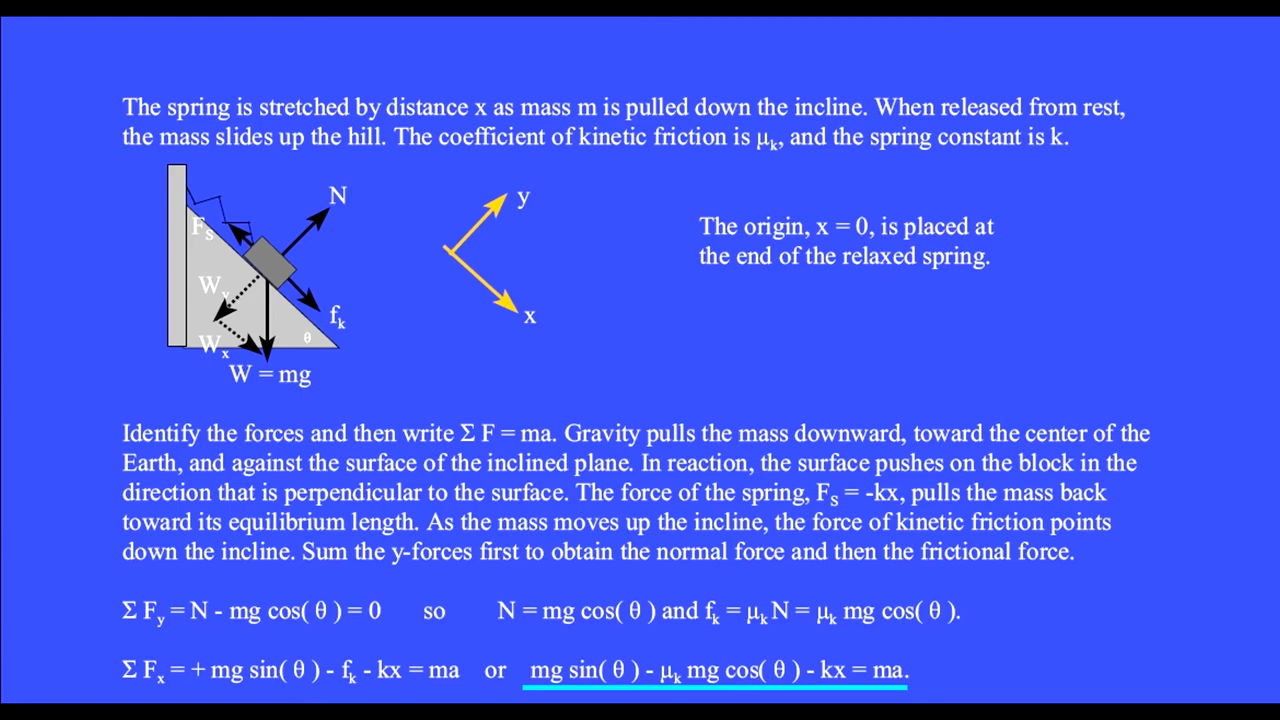 The spring is stretched by distance x as mass m is pulled down the incline. When released from rest,
the mass slides up the hill. The coefficient of kinetic friction is μk, and the spring constant is k.
N
y
Fs
The origin, x = 0, is placed at
the end of the relaxed spring.
Wy
fk
x
θ
Wx
W = mg
Identify the forces and then write Σ F = ma. Gravity pulls the mass downward, toward the center of the
Earth, and against the surface of the inclined plane. In reaction, the surface pushes on the block in the
direction that is perpendicular to the surface. The force of the spring, FS = -kx, pulls the mass back
toward its equilibrium length. As the mass moves up the incline, the force of kinetic friction points
down the incline. Sum the y-forces first to obtain the normal force and then the frictional force.
Σ Fy = N - mg cos( θ ) = 0 so N = mg cos( θ ) and fk = μk N = μk mg cos( θ ).
Σ Fx = + mg sin( θ ) - fk - kx = ma or mg sin( θ ) - μk mg cos( θ ) - kx = ma.